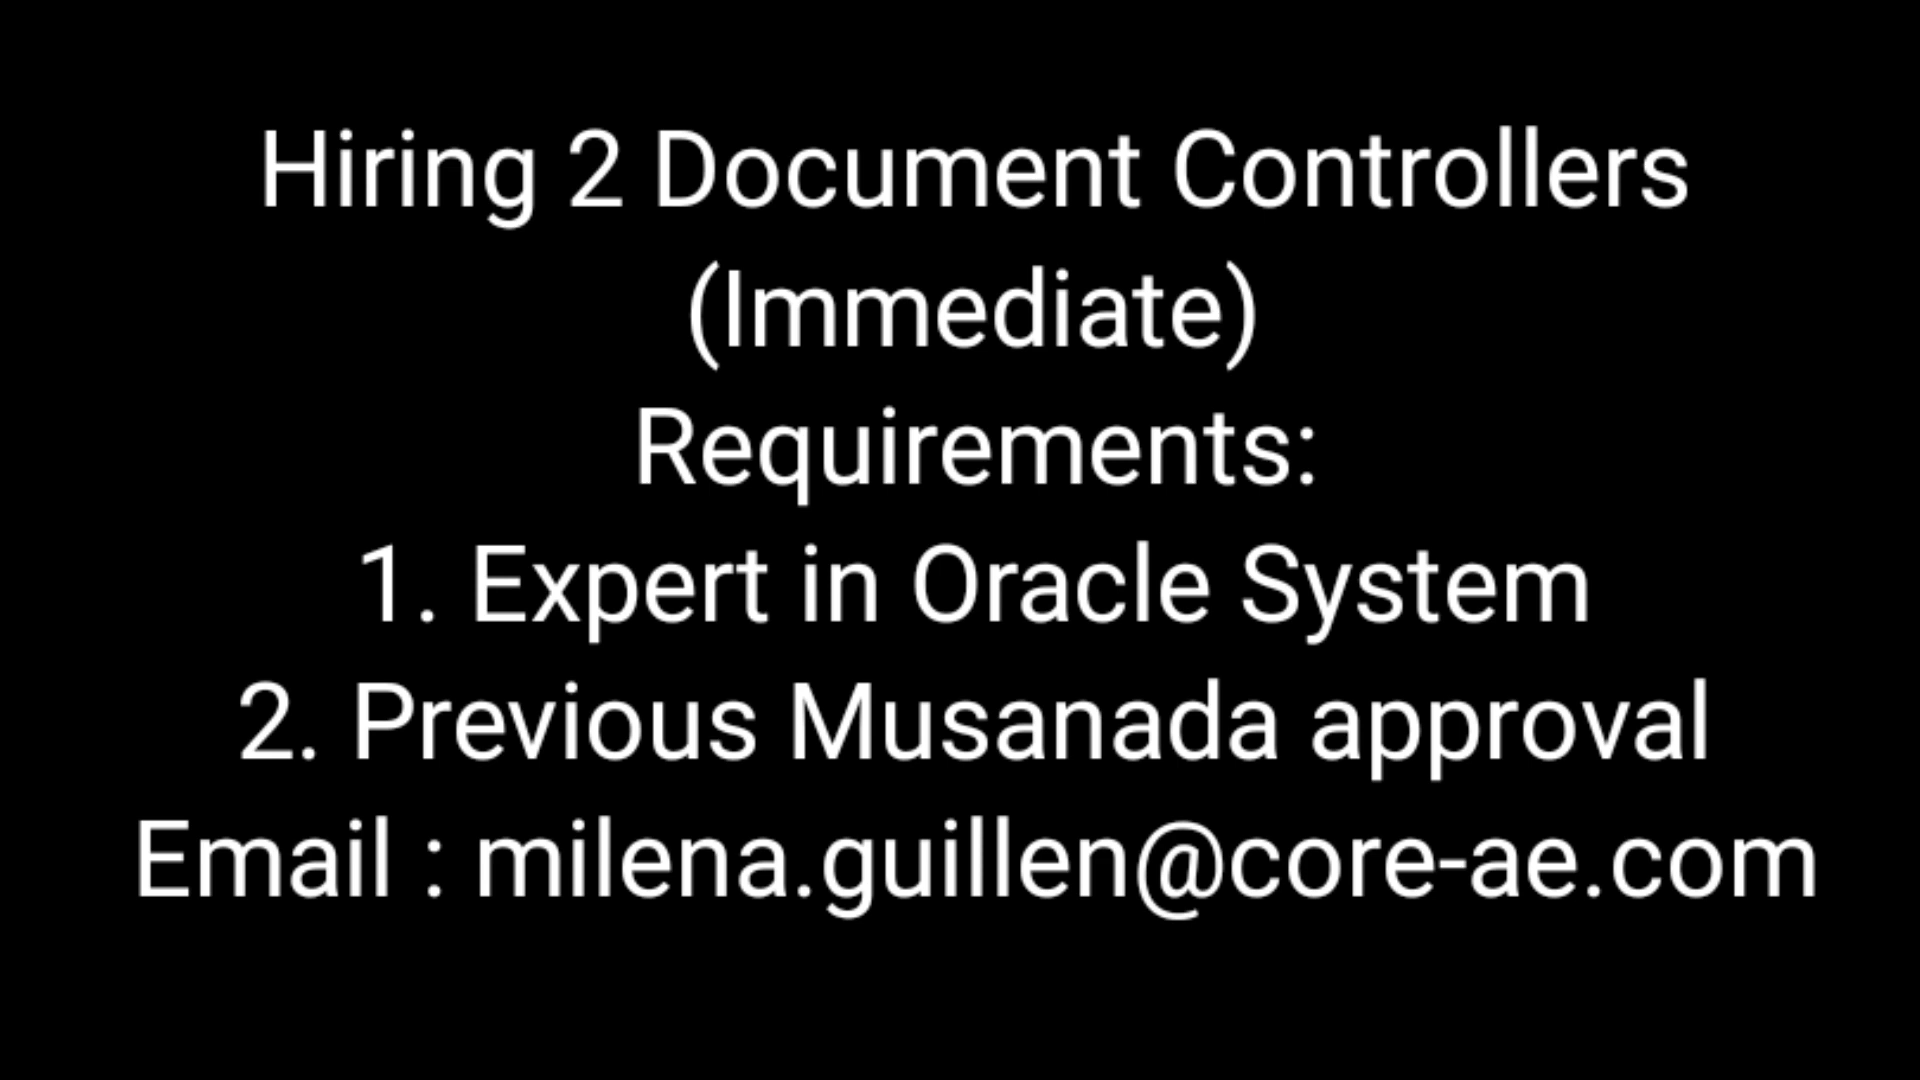 Hiring 2 Document Controllers
(Immediate)
Requirements:
1. Expert in Oracle System
2. Previous Musanada approval
Email : milena.guillen@core-ae.com